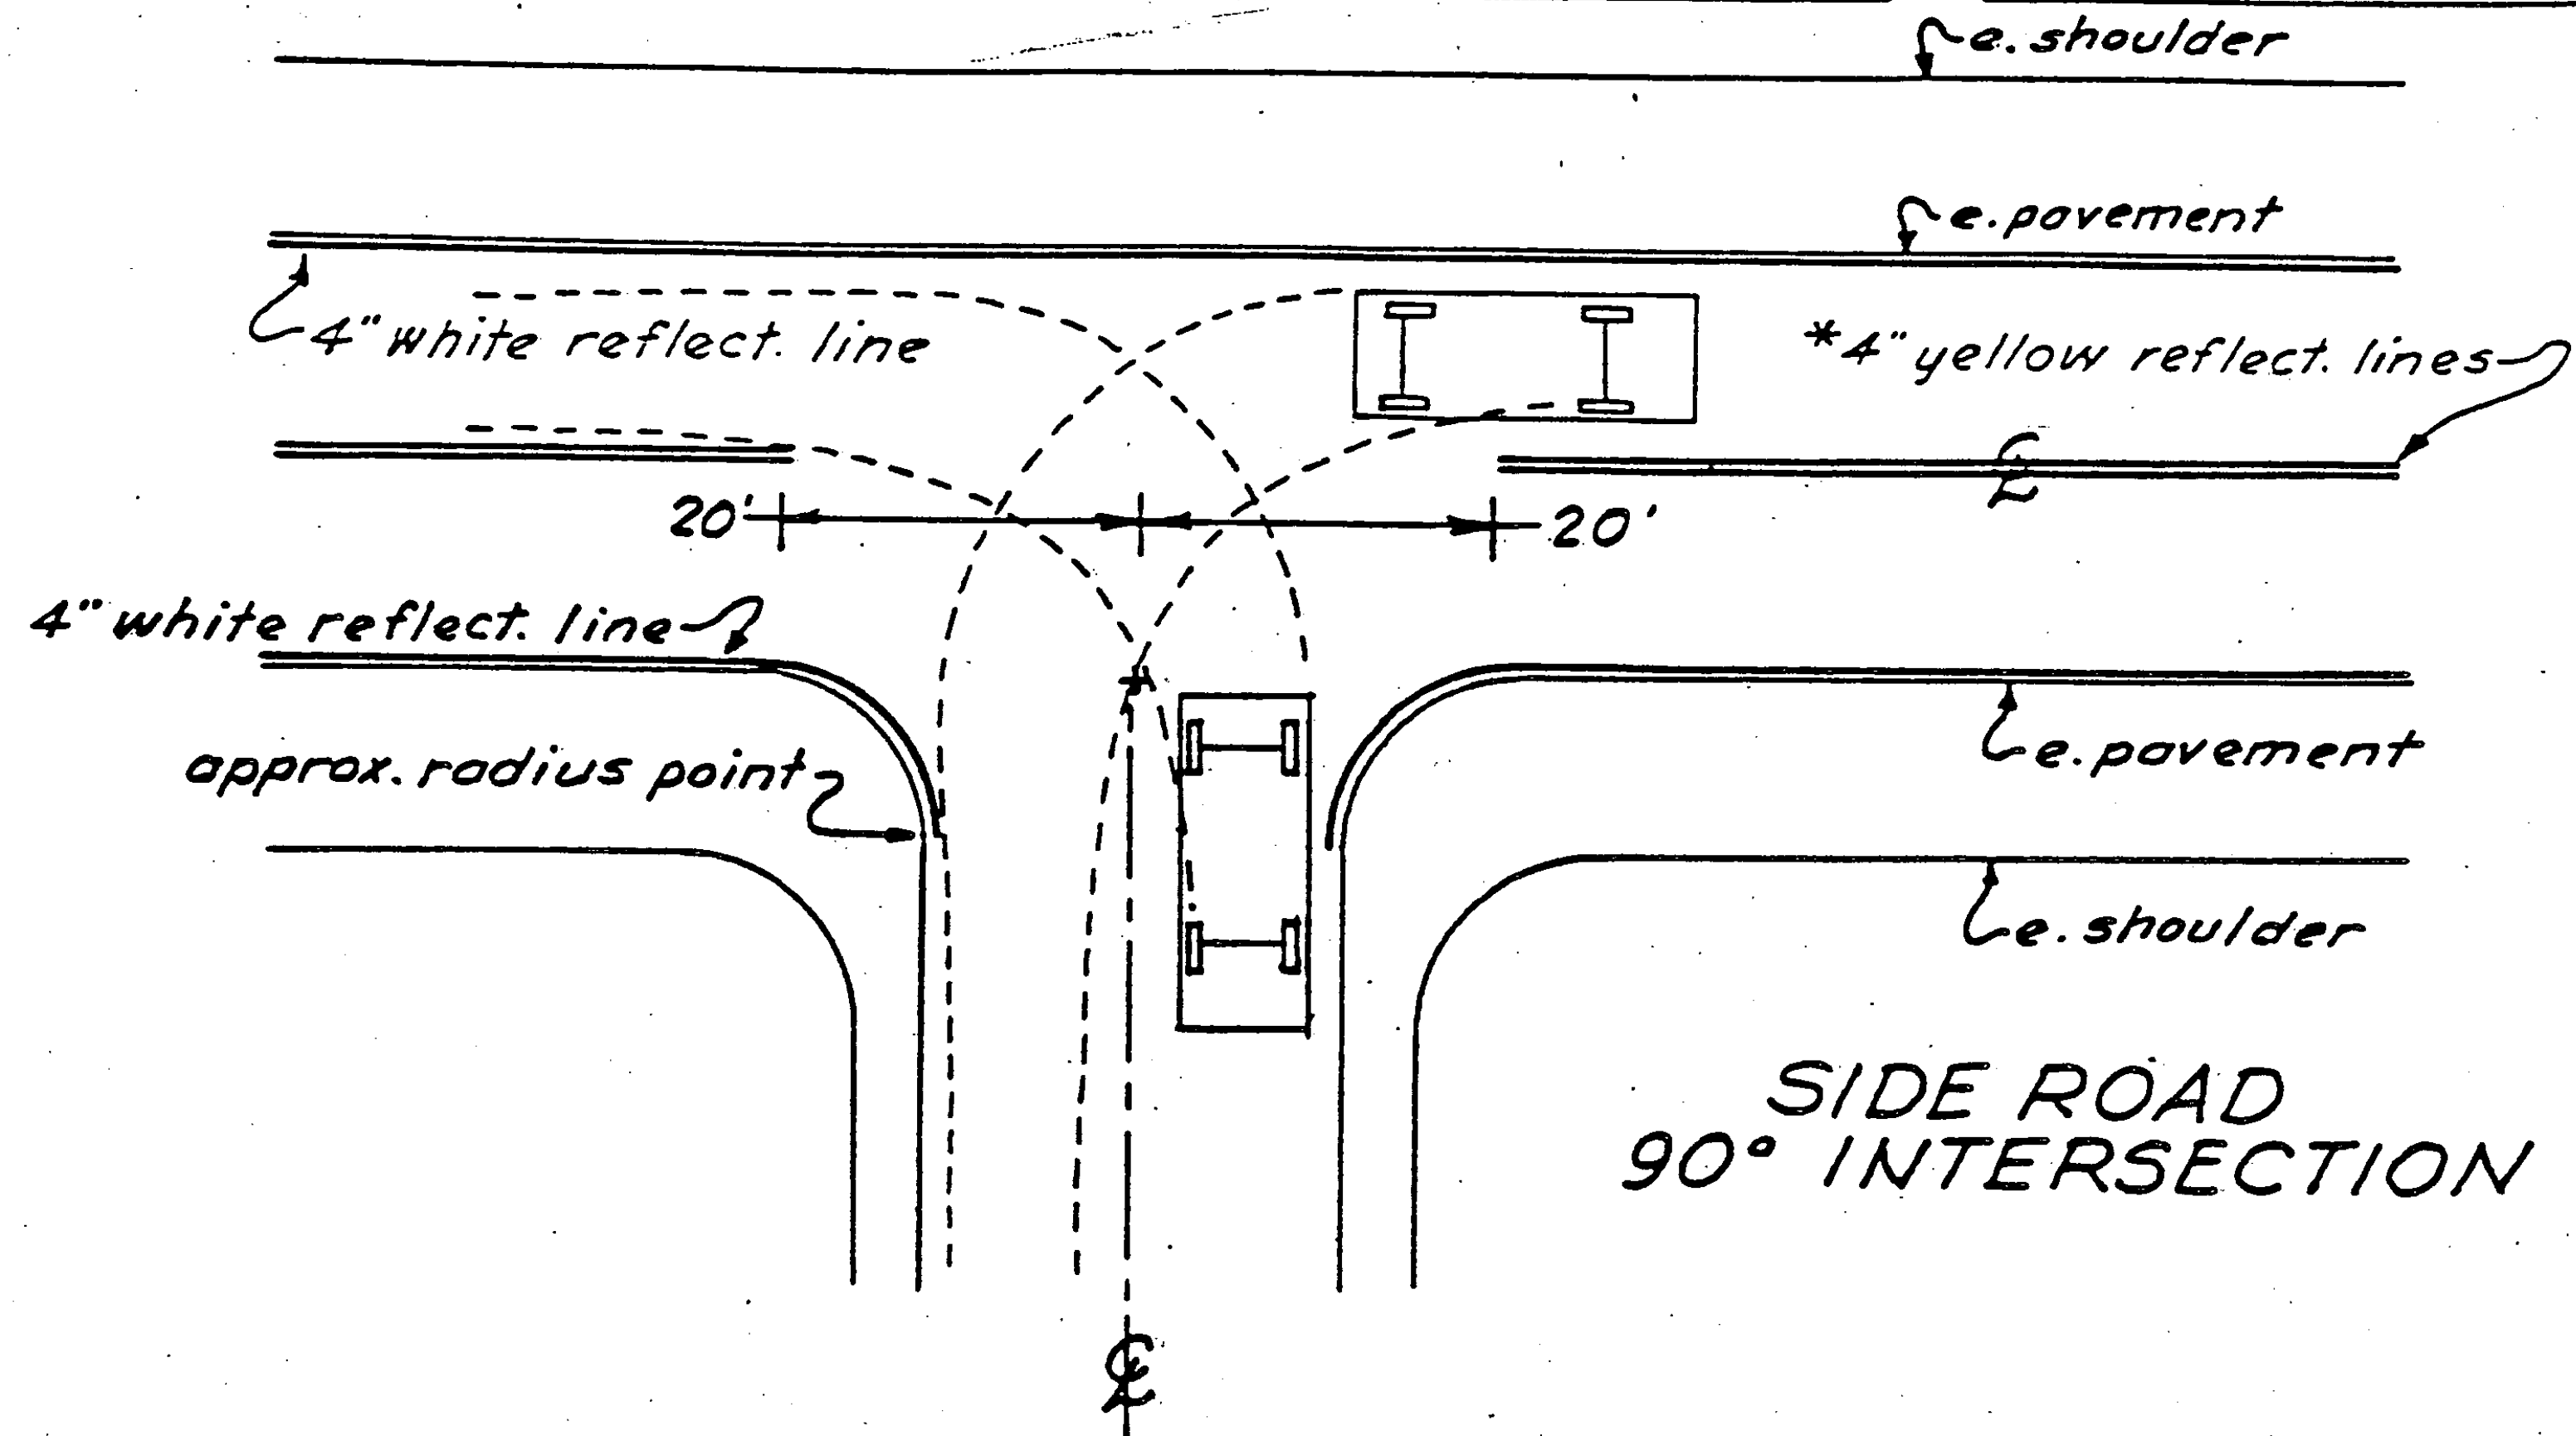 e. shoulder
e. pavement
4" white reflect. line
*4" yellow reflect. lines
℄
20'
20'
4" white reflect. line
approx. radius point
e. pavement
e. shoulder
SIDE ROAD
90° INTERSECTION
℄